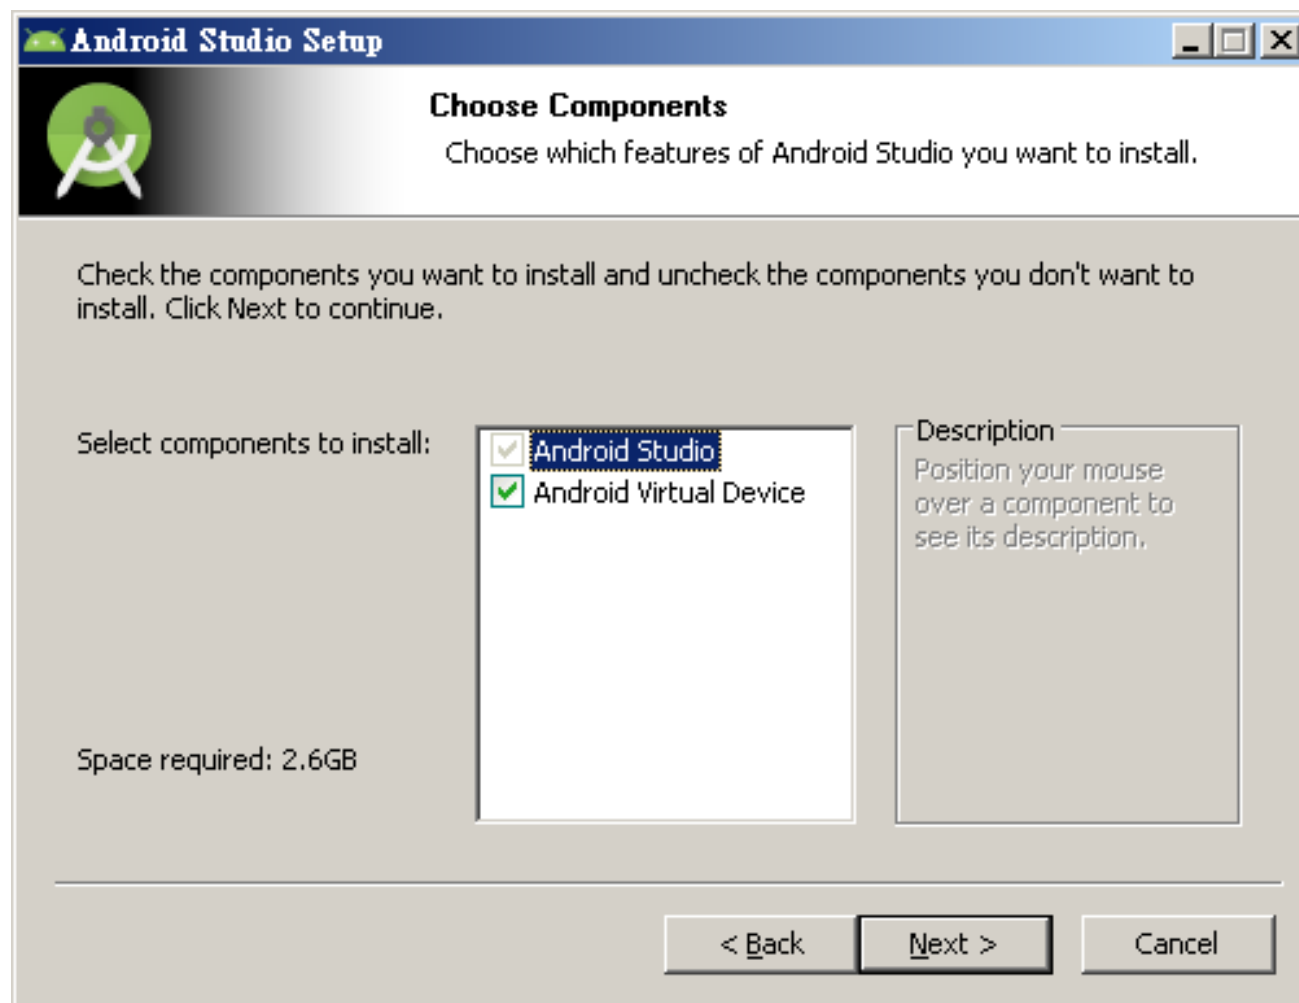 Android Studio Setup
Choose Components
Choose which features of Android Studio you want to install.
Check the components you want to install and uncheck the components you don't want to
install. Click Next to continue.
Select components to install:
Android Studio
Android Virtual Device
Description
Position your mouse
over a component to
see its description.
Space required: 2.6GB
< Back
Next >
Cancel